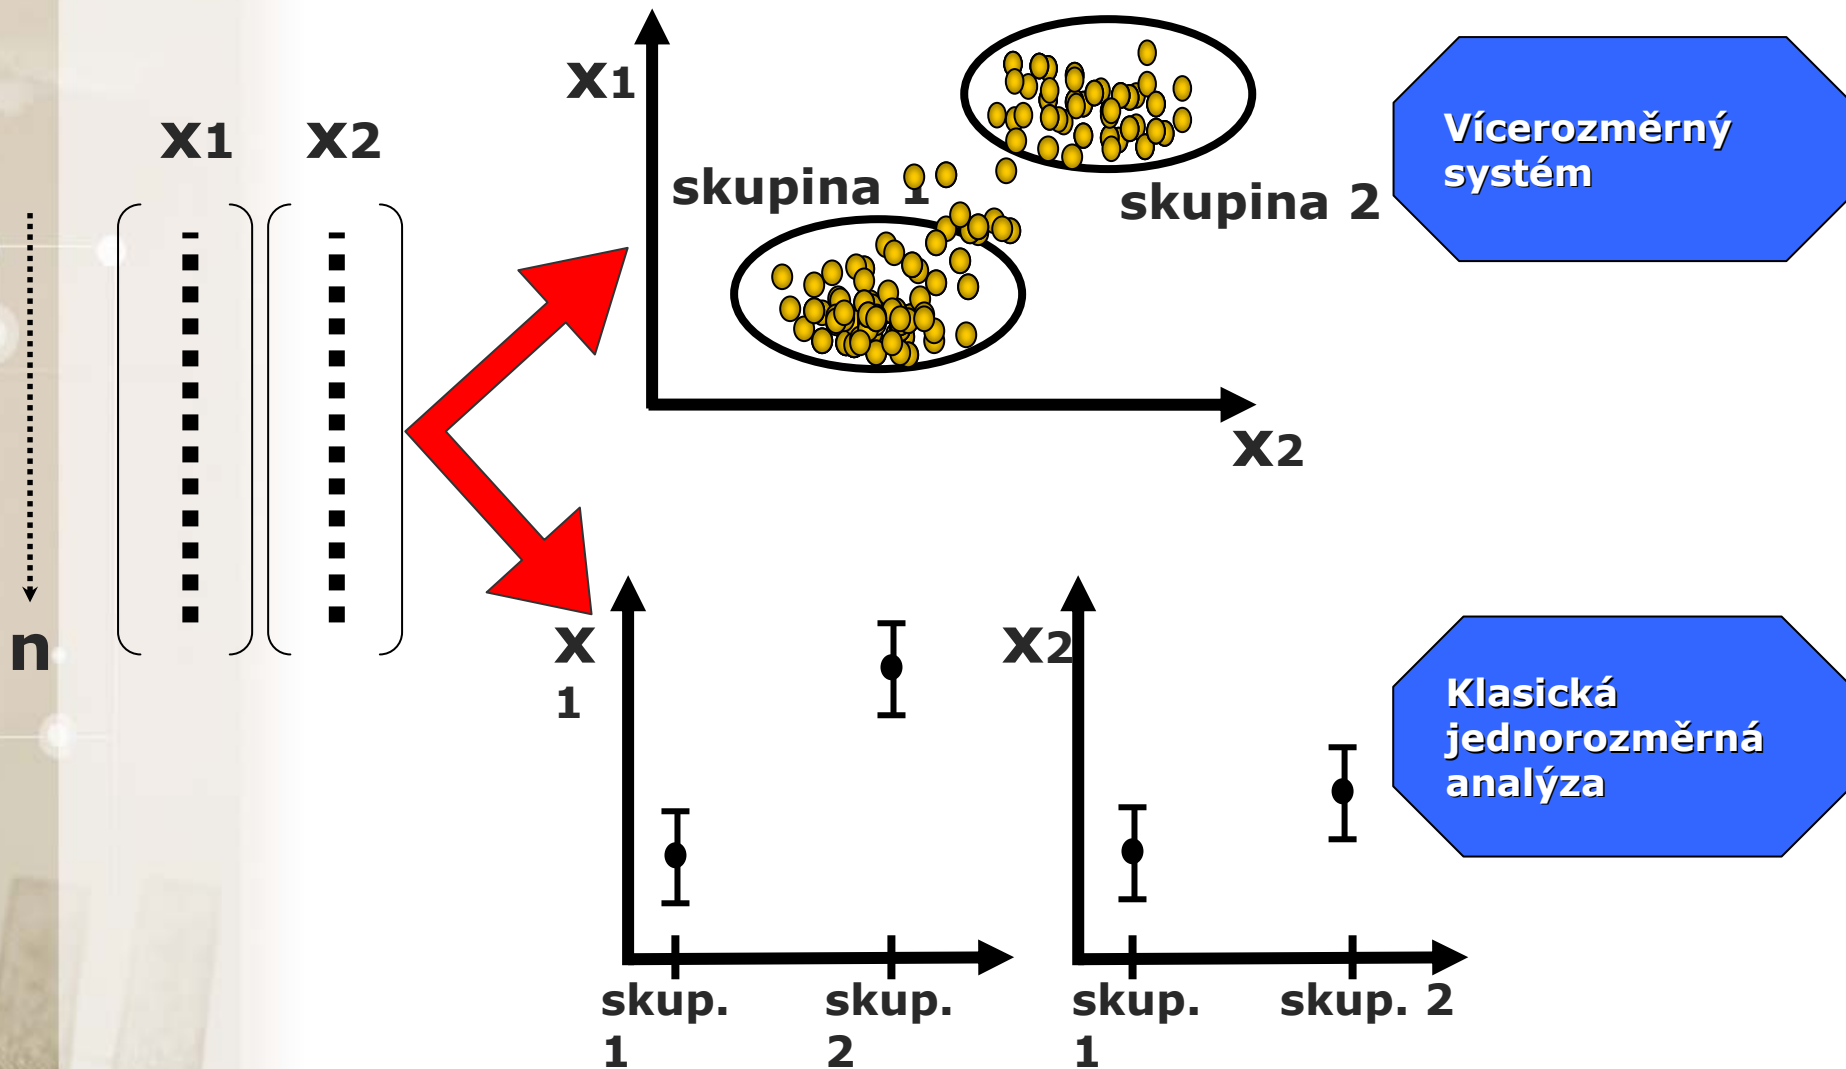 x1 x2
n
x1
skupina 1
skupina 2
x2
Vícerozměrný
systém
x
1
skup.
1
skup.
2
x2
skup.
1
skup. 2
Klasická
jednorozměrná
analýza